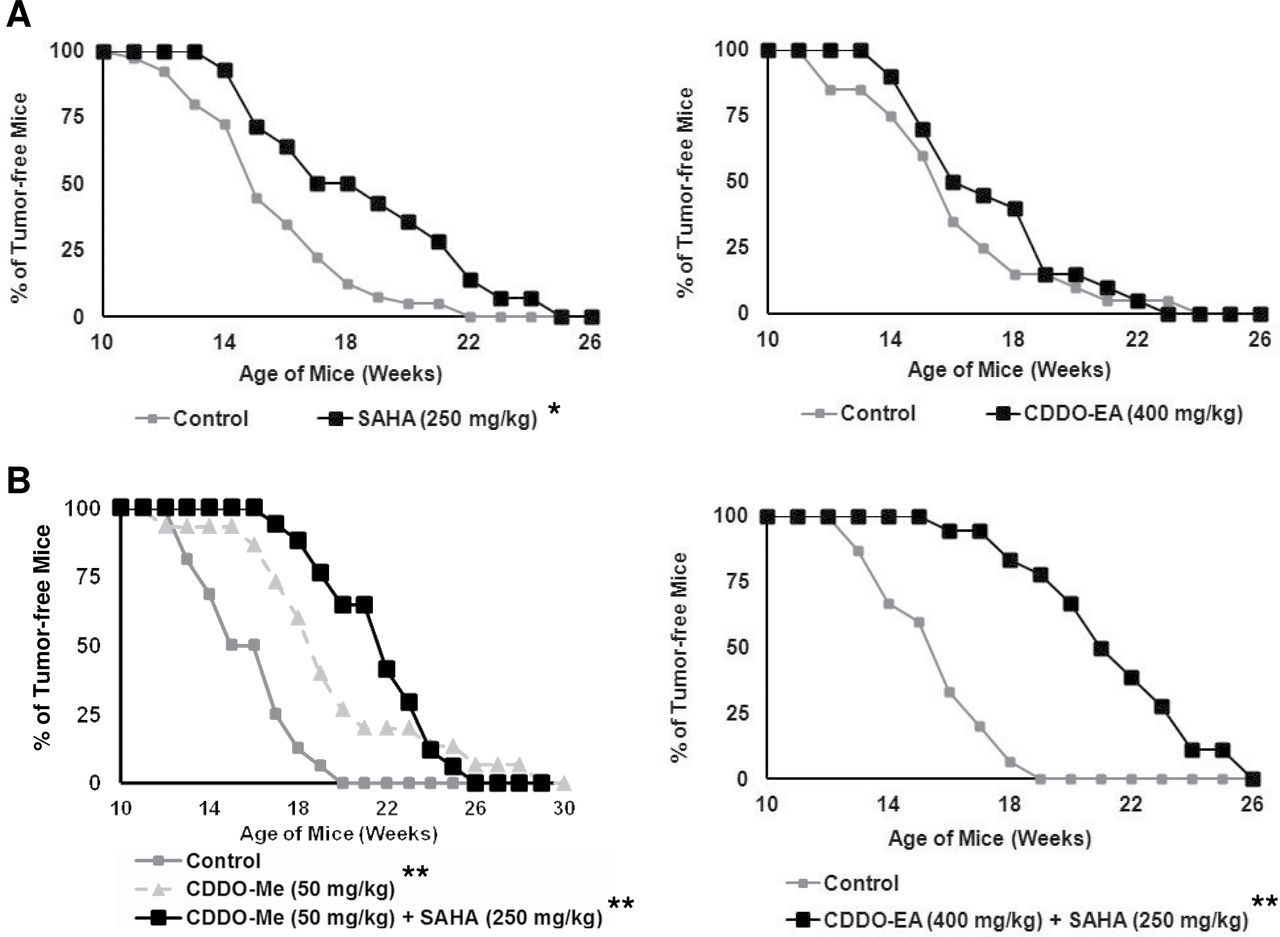 A
% of Tumor-free Mice
100
75
50
25
0
10 14 18 22 26
Age of Mice (Weeks)
Control SAHA (250 mg/kg) *
% of Tumor-free Mice
100
75
50
25
0
10 14 18 22 26
Age of Mice (Weeks)
Control CDDO-EA (400 mg/kg)
B
% of Tumor-free Mice
100
75
50
25
0
10 14 18 22 26 30
Age of Mice (Weeks)
Control
CDDO-Me (50 mg/kg) **
CDDO-Me (50 mg/kg) + SAHA (250 mg/kg) **
% of Tumor-free Mice
100
75
50
25
0
10 14 18 22 26
Age of Mice (Weeks)
Control
CDDO-EA (400 mg/kg) + SAHA (250 mg/kg) **